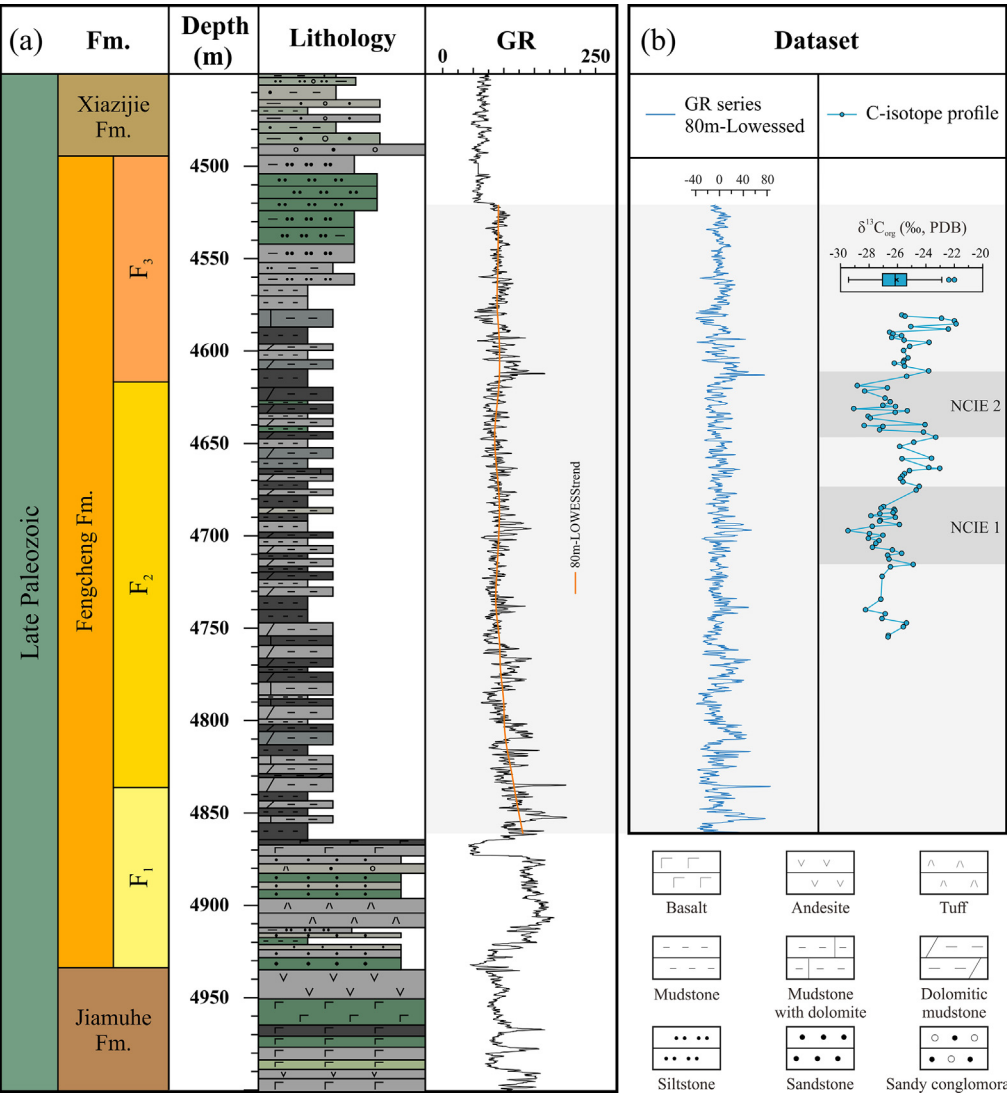 (a)
Fm.
Depth
(m)
Lithology
GR
0
250
(b)
Dataset
GR series
80m-Lowessed
C-isotope profile
-40
0
40
80
δ¹³Corg (‰, PDB)
-30
-28
-26
-24
-22
-20
Late Paleozoic
Xiazijie
Fm.
Fengcheng Fm.
F₃
F₂
F₁
Jiamuhe
Fm.
4500
4550
4600
4650
4700
4750
4800
4850
4900
4950
80m-LOWESStrend
NCIE 2
NCIE 1
Basalt
Andesite
Tuff
Mudstone
Mudstone
with dolomite
Dolomitic
mudstone
Siltstone
Sandstone
Sandy conglomora